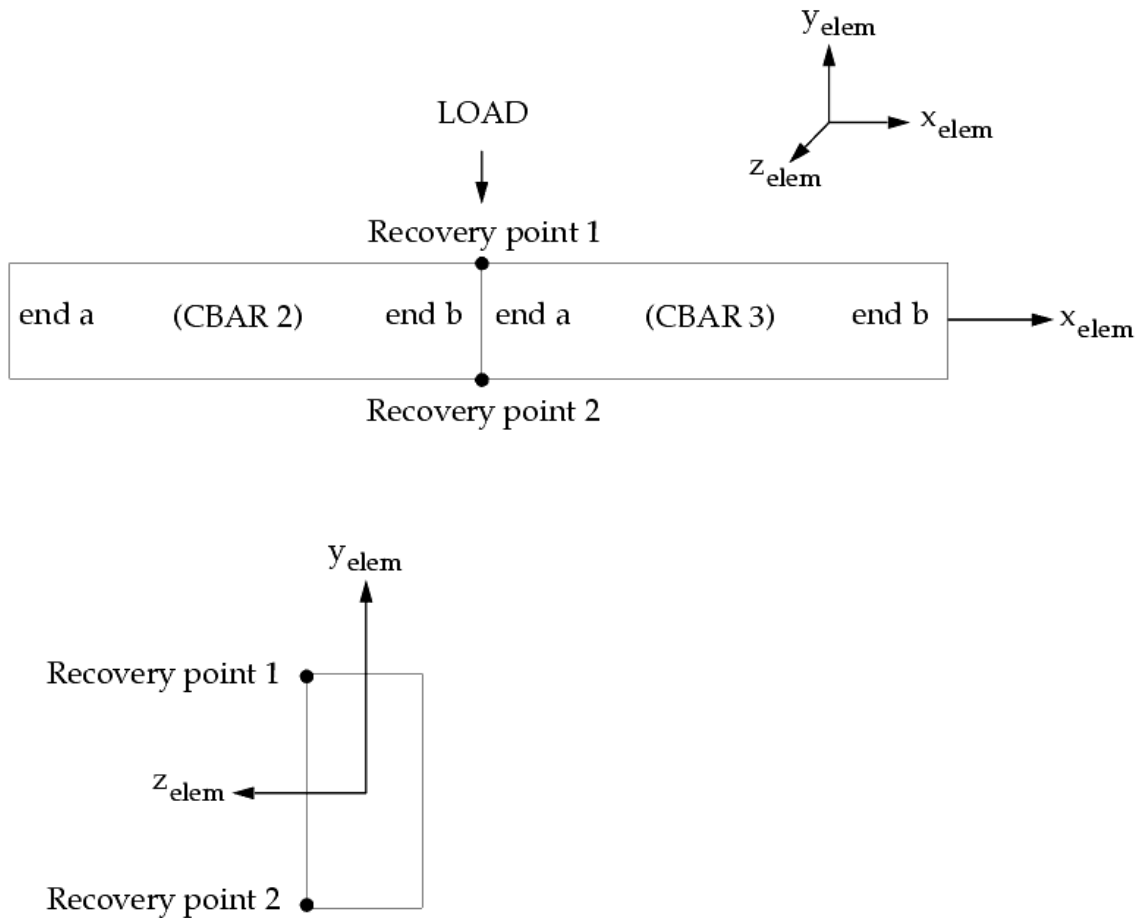 y_elem
LOAD
x_elem
z_elem
Recovery point 1
end a (CBAR 2) end b end a (CBAR 3) end b x_elem
Recovery point 2
y_elem
Recovery point 1
z_elem
Recovery point 2